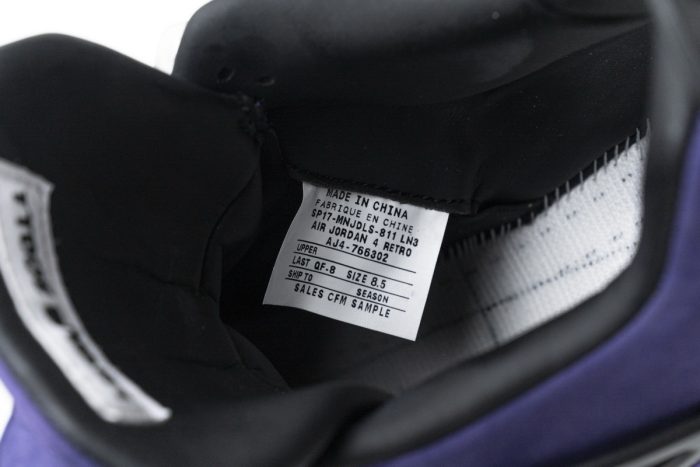 MADE IN CHINA
FABRIQUE EN CHINE
SP17-MNJDLS-811 LN3
AIR JORDAN 4 RETRO
AJ4-766302
UPPER
LAST QF-8 SIZE 8.5
SHIP TO SEASON
SALES CFM SAMPLE